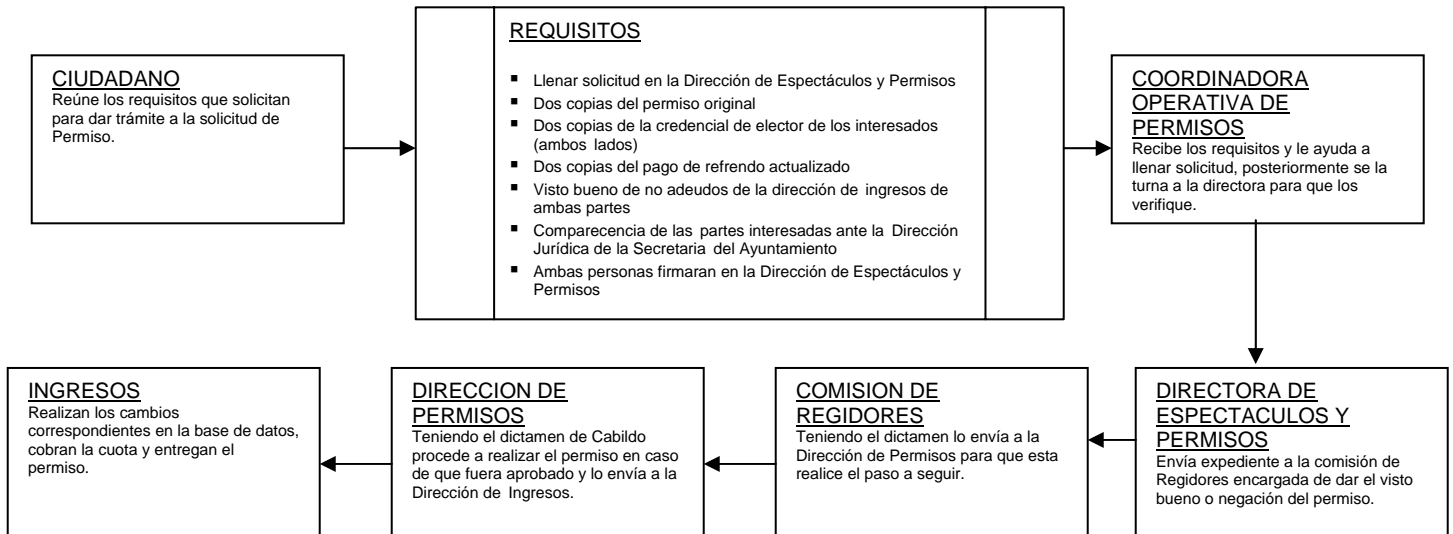 CIUDADANO
Reúne los requisitos que solicitan
para dar trámite a la solicitud de
Permiso.
REQUISITOS
▪ Llenar solicitud en la Dirección de Espectáculos y Permisos
▪ Dos copias del permiso original
▪ Dos copias de la credencial de elector de los interesados
(ambos lados)
▪ Dos copias del pago de refrendo actualizado
▪ Visto bueno de no adeudos de la dirección de ingresos de
ambas partes
▪ Comparecencia de las partes interesadas ante la Dirección
Jurídica de la Secretaria del Ayuntamiento
▪ Ambas personas firmaran en la Dirección de Espectáculos y
Permisos
COORDINADORA
OPERATIVA DE
PERMISOS
Recibe los requisitos y le ayuda a
llenar solicitud, posteriormente se la
turna a la directora para que los
verifique.
DIRECTORA DE
ESPECTACULOS Y
PERMISOS
Envía expediente a la comisión de
Regidores encargada de dar el visto
bueno o negación del permiso.
COMISION DE
REGIDORES
Teniendo el dictamen lo envía a la
Dirección de Permisos para que esta
realice el paso a seguir.
DIRECCION DE
PERMISOS
Teniendo el dictamen de Cabildo
procede a realizar el permiso en caso
de que fuera aprobado y lo envía a la
Dirección de Ingresos.
INGRESOS
Realizan los cambios
correspondientes en la base de datos,
cobran la cuota y entregan el
permiso.